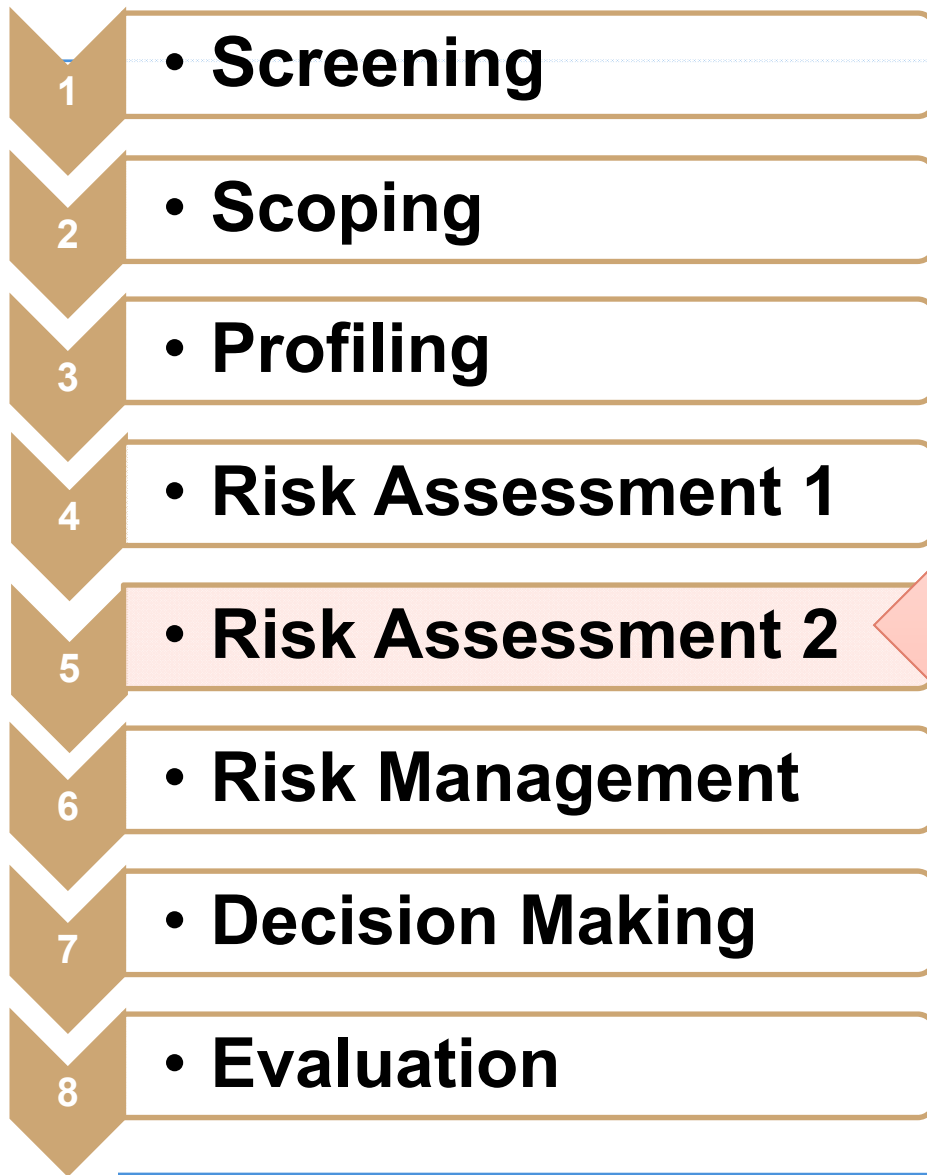 1 • Screening
2 • Scoping
3 • Profiling
4 • Risk Assessment 1
5 • Risk Assessment 2
6 • Risk Management
7 • Decision Making
8 • Evaluation